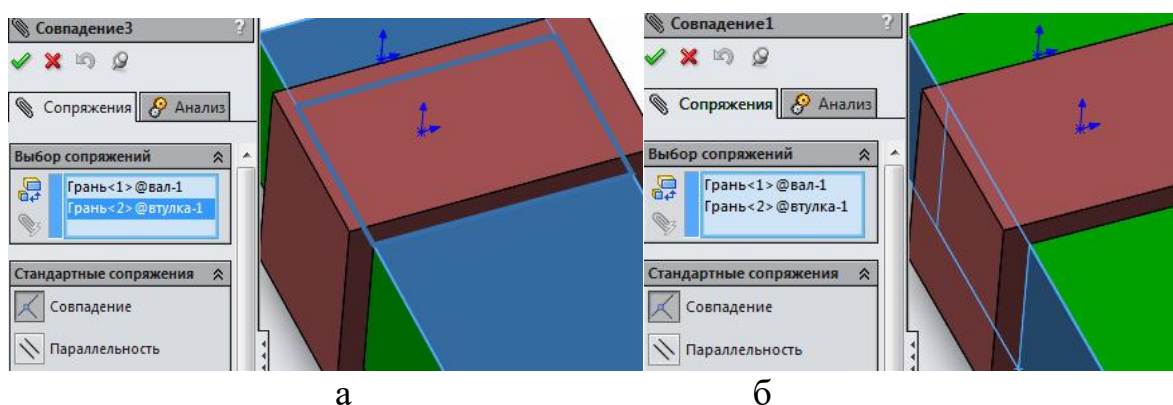 Совпадение3 ?
Сопряжения Анализ
Выбор сопряжений
Грань<1>@вал-1
Грань<2>@втулка-1
Стандартные сопряжения
Совпадение
Параллельность
а
Совпадение1 ?
Сопряжения Анализ
Выбор сопряжений
Грань<1>@вал-1
Грань<2>@втулка-1
Стандартные сопряжения
Совпадение
Параллельность
б